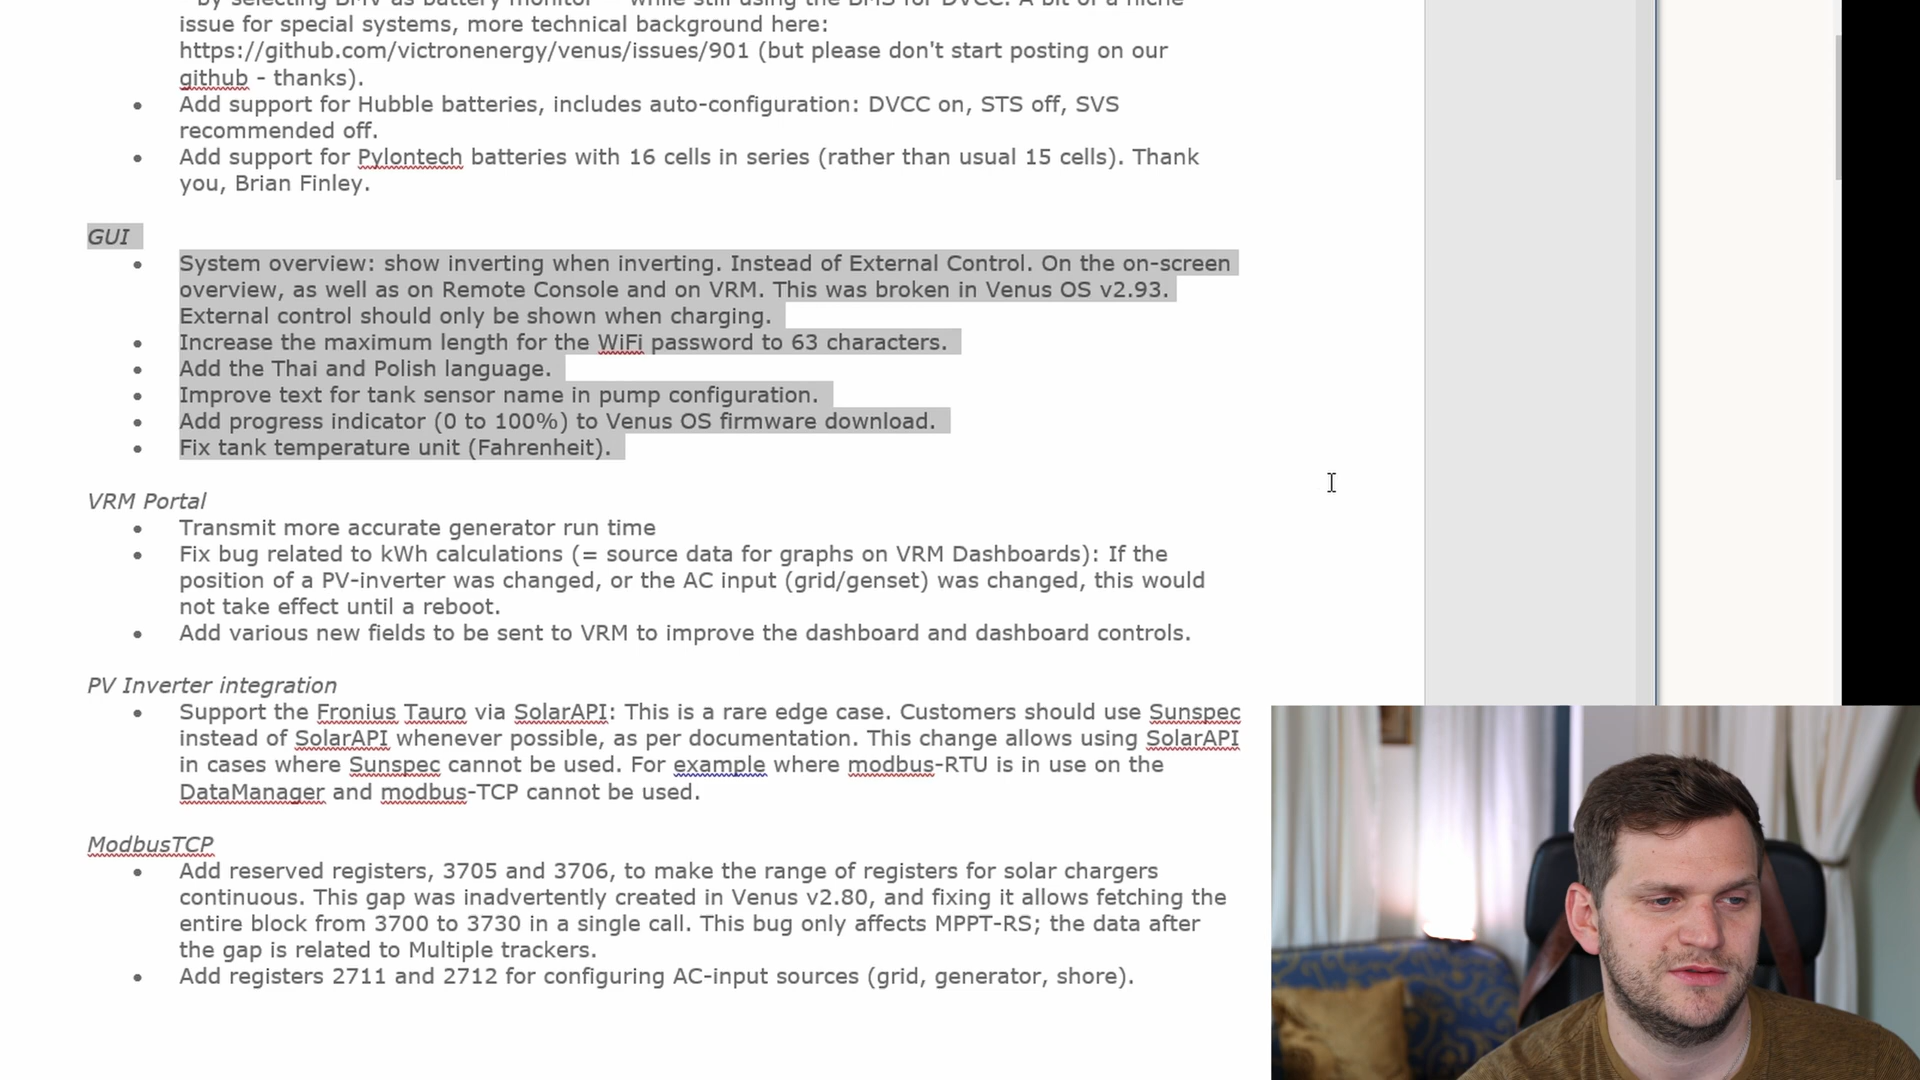 by selecting BMV as battery monitor - while still using the BMS for DVCC. A bit of a niche
issue for special systems, more technical background here:
https://github.com/victronenergy/venus/issues/901 (but please don't start posting on our
github - thanks).
• Add support for Hubble batteries, includes auto-configuration: DVCC on, STS off, SVS
recommended off.
• Add support for Pylontech batteries with 16 cells in series (rather than usual 15 cells). Thank
you, Brian Finley.
GUI
• System overview: show inverting when inverting. Instead of External Control. On the on-screen
overview, as well as on Remote Console and on VRM. This was broken in Venus OS v2.93.
External control should only be shown when charging.
• Increase the maximum length for the WiFi password to 63 characters.
• Add the Thai and Polish language.
• Improve text for tank sensor name in pump configuration.
• Add progress indicator (0 to 100%) to Venus OS firmware download.
• Fix tank temperature unit (Fahrenheit).
VRM Portal
• Transmit more accurate generator run time
• Fix bug related to kWh calculations (= source data for graphs on VRM Dashboards): If the
position of a PV-inverter was changed, or the AC input (grid/genset) was changed, this would
not take effect until a reboot.
• Add various new fields to be sent to VRM to improve the dashboard and dashboard controls.
PV Inverter integration
• Support the Fronius Tauro via SolarAPI: This is a rare edge case. Customers should use Sunspec
instead of SolarAPI whenever possible, as per documentation. This change allows using SolarAPI
in cases where Sunspec cannot be used. For example where modbus-RTU is in use on the
DataManager and modbus-TCP cannot be used.
ModbusTCP
• Add reserved registers, 3705 and 3706, to make the range of registers for solar chargers
continuous. This gap was inadvertently created in Venus v2.80, and fixing it allows fetching the
entire block from 3700 to 3730 in a single call. This bug only affects MPPT-RS; the data after
the gap is related to Multiple trackers.
• Add registers 2711 and 2712 for configuring AC-input sources (grid, generator, shore).